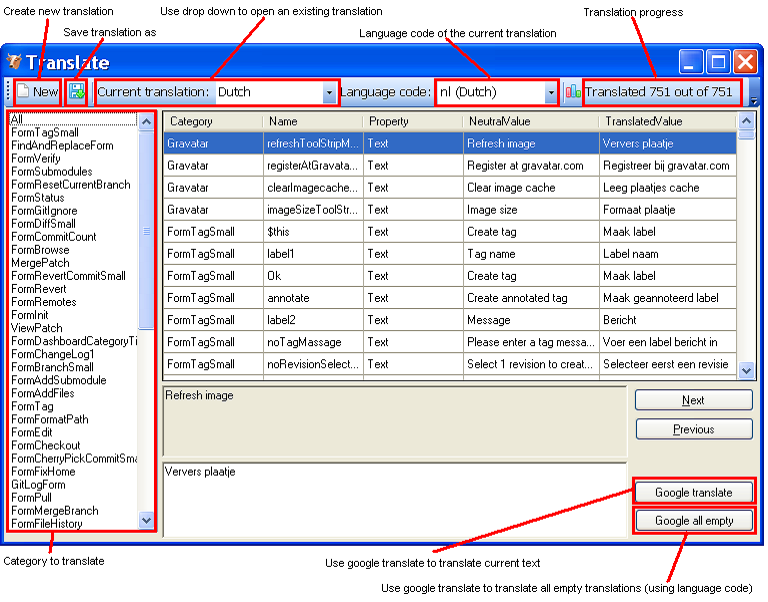 Create new translation
Use drop down to open an existing translation
Translation progress
Save translation as
Language code of the current translation
Translate
New
Current translation: Dutch
Language code: nl (Dutch)
Translated 751 out of 751
All
FormTagSmall
FindAndReplaceForm
FormVerify
FormSubmodules
FormResetCurrentBranch
FormStatus
FormGitIgnore
FormDiffSmall
FormCommitCount
FormBrowse
MergePatch
FormRevertCommitSmall
FormRevert
FormRemotes
FormInit
ViewPatch
FormDashboardCategoryTi
FormChangeLog1
FormBranchSmall
FormAddSubmodule
FormAddFiles
FormTag
FormFormatPath
FormEdit
FormCheckout
FormCherryPickCommitSma
FormFixHome
GitLogForm
FormPull
FormMergeBranch
FormFileHistory
Category Name Property NeutralValue TranslatedValue
Gravatar refreshToolStripM... Text Refresh image Ververs plaatje
Gravatar registerAtGravata... Text Register at gravatar.com Registreer bij gravatar.com
Gravatar clearImagecache... Text Clear image cache Leeg plaatjes cache
Gravatar imageSizeToolStr... Text Image size Formaat plaatje
FormTagSmall $this Text Create tag Maak label
FormTagSmall label1 Text Tag name Label naam
FormTagSmall Ok Text Create tag Maak label
FormTagSmall annotate Text Create annotated tag Maak geannoteerd label
FormTagSmall label2 Text Message Bericht
FormTagSmall noTagMassage Text Please enter a tag messa... Voer een label bericht in
FormTagSmall noRevisionSelect... Text Select 1 revision to creat... Selecteer eerst een revisie
Refresh image
Next
Previous
Ververs plaatje
Google translate
Google all empty
Category to translate
Use google translate to translate current text
Use google translate to translate all empty translations (using language code)